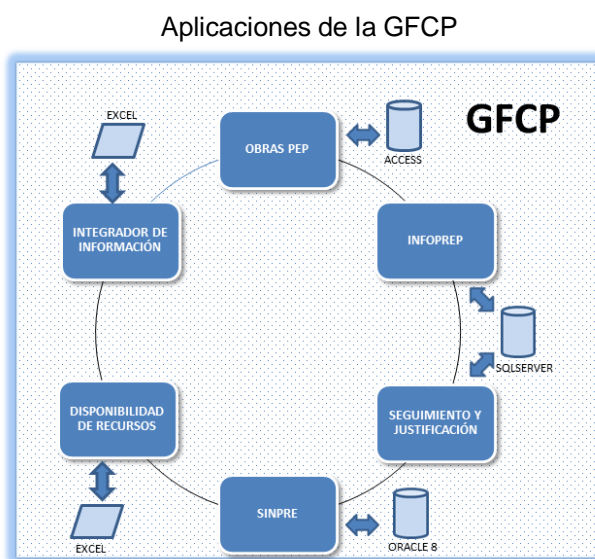 Aplicaciones de la GFCP
GFCP
EXCEL
OBRAS PEP
ACCESS
INTEGRADOR DE
INFORMACIÓN
INFOPREP
SQLSERVER
DISPONIBILIDAD
DE RECURSOS
SEGUIMIENTO Y
JUSTIFICACIÓN
SINPRE
EXCEL
ORACLE 8